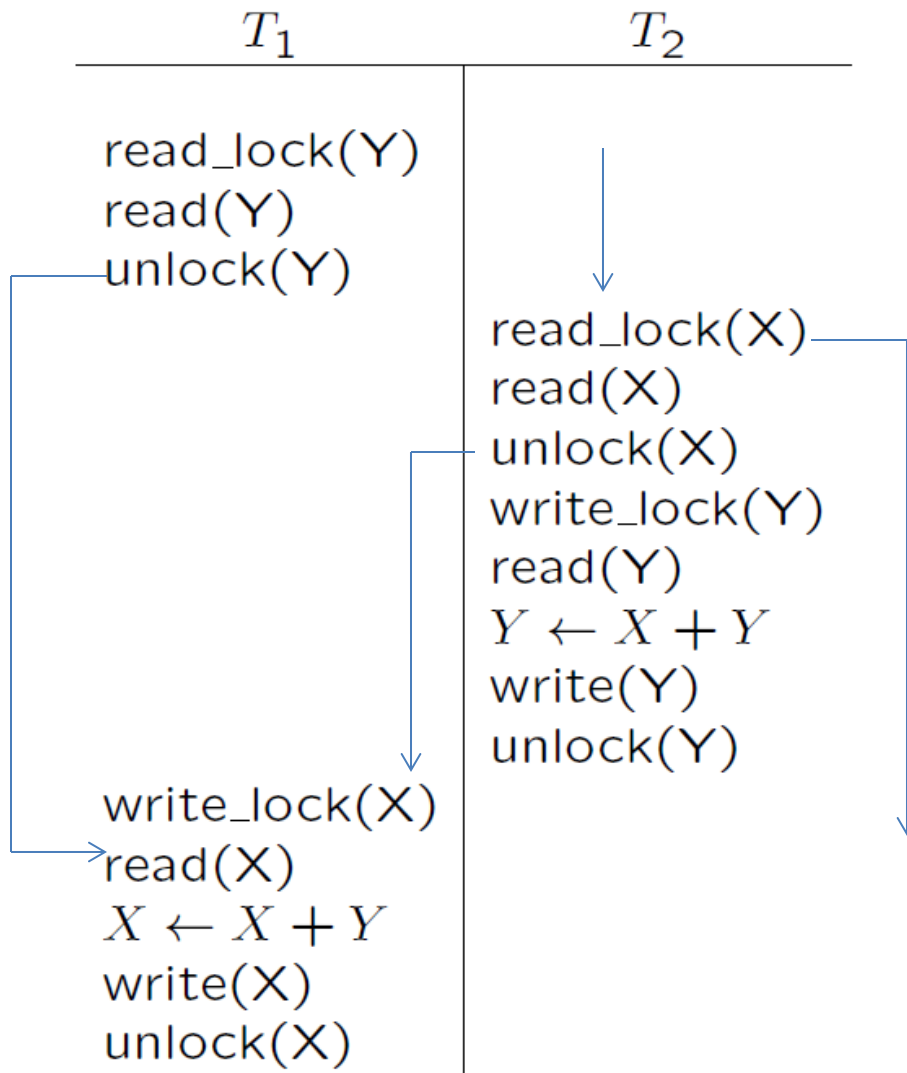 T₁ T₂
read_lock(Y)
read(Y)
unlock(Y)
read_lock(X)
read(X)
unlock(X)
write_lock(Y)
read(Y)
Y ← X + Y
write(Y)
unlock(Y)
write_lock(X)
read(X)
X ← X + Y
write(X)
unlock(X)